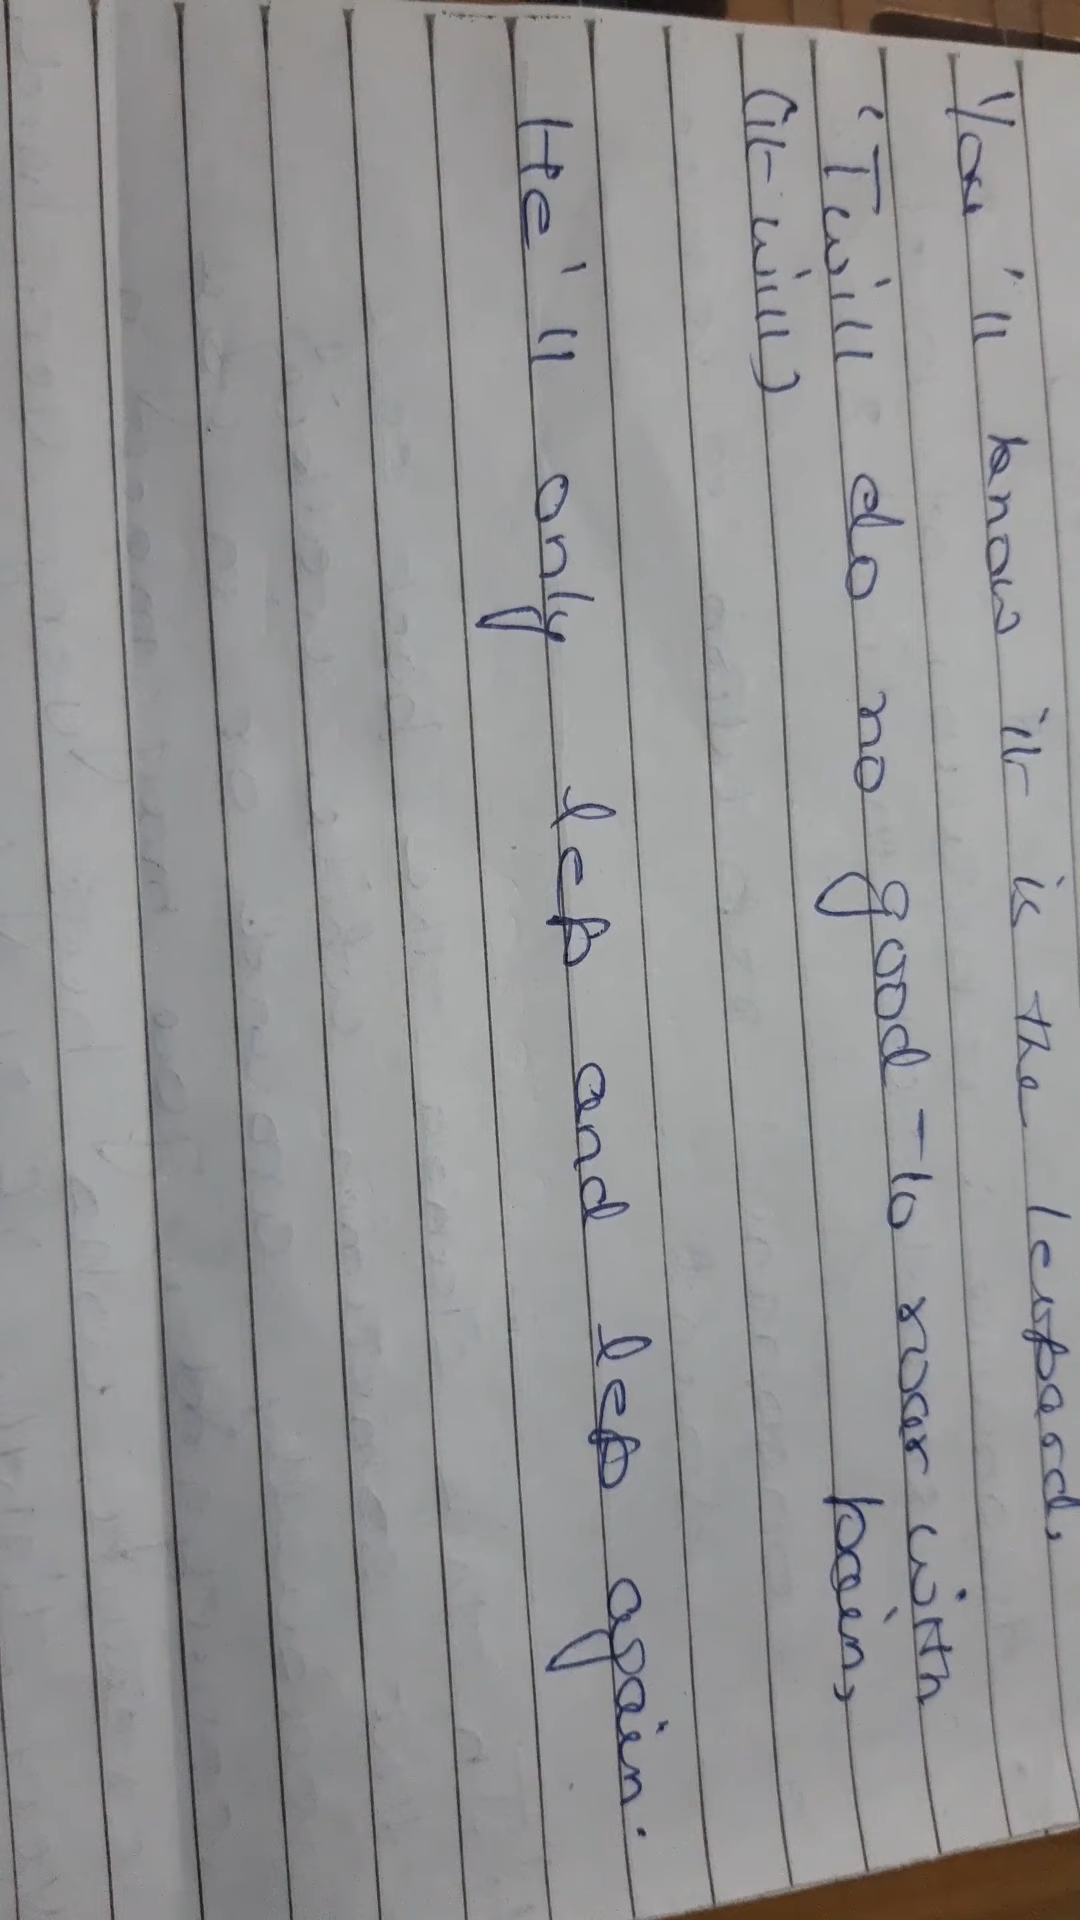 You'll know it is the leopard.
'Twill do no good to roar with
pain,
(it will)
He'll only lep and lep again.